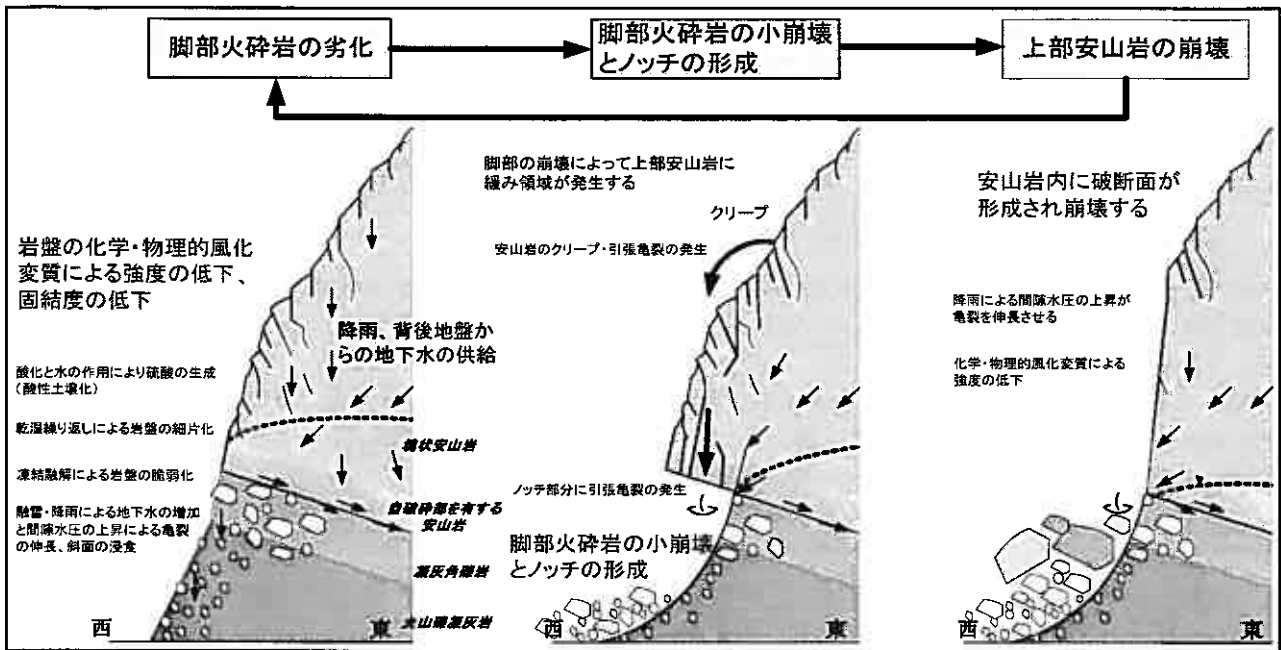 脚部火砕岩の劣化
脚部火砕岩の小崩壊
とノッチの形成
上部安山岩の崩壊
岩盤の化学・物理的風化
変質による強度の低下、
固結度の低下
酸化と水の作用により硫酸の生成
(酸性土壌化)
乾湿繰り返しによる岩盤の細片化
凍結融解による岩盤の脆弱化
融雪・降雨による地下水の増加
と間隙水圧の上昇による亀裂
の伸長、斜面の浸食
降雨、背後地盤か
らの地下水の供給
塊状安山岩
自破砕部を有する
安山岩
凝灰角礫岩
火山礫凝灰岩
西
東
脚部の崩壊によって上部安山岩に
緩み領域が発生する
クリープ
安山岩のクリープ・引張亀裂の発生
ノッチ部分に引張亀裂の発生
脚部火砕岩の小崩壊
とノッチの形成
西
東
安山岩内に破断面が
形成され崩壊する
降雨による間隙水圧の上昇が
亀裂を伸長させる
化学・物理的風化変質による
強度の低下
西
東